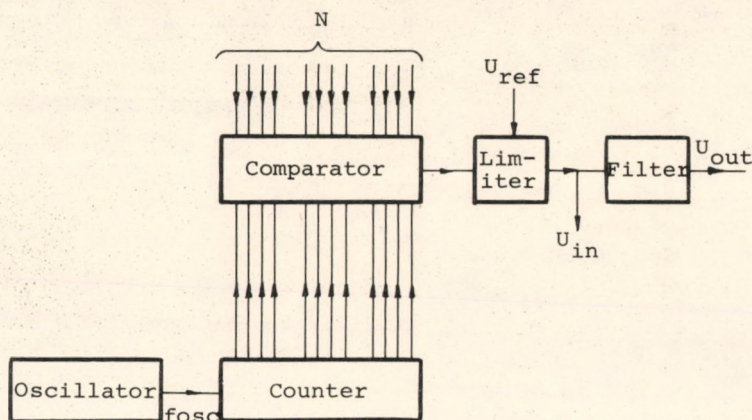 N
U ref
Comparator
Lim-
iter
Filter
U out
U in
Oscillator
fosc
Counter